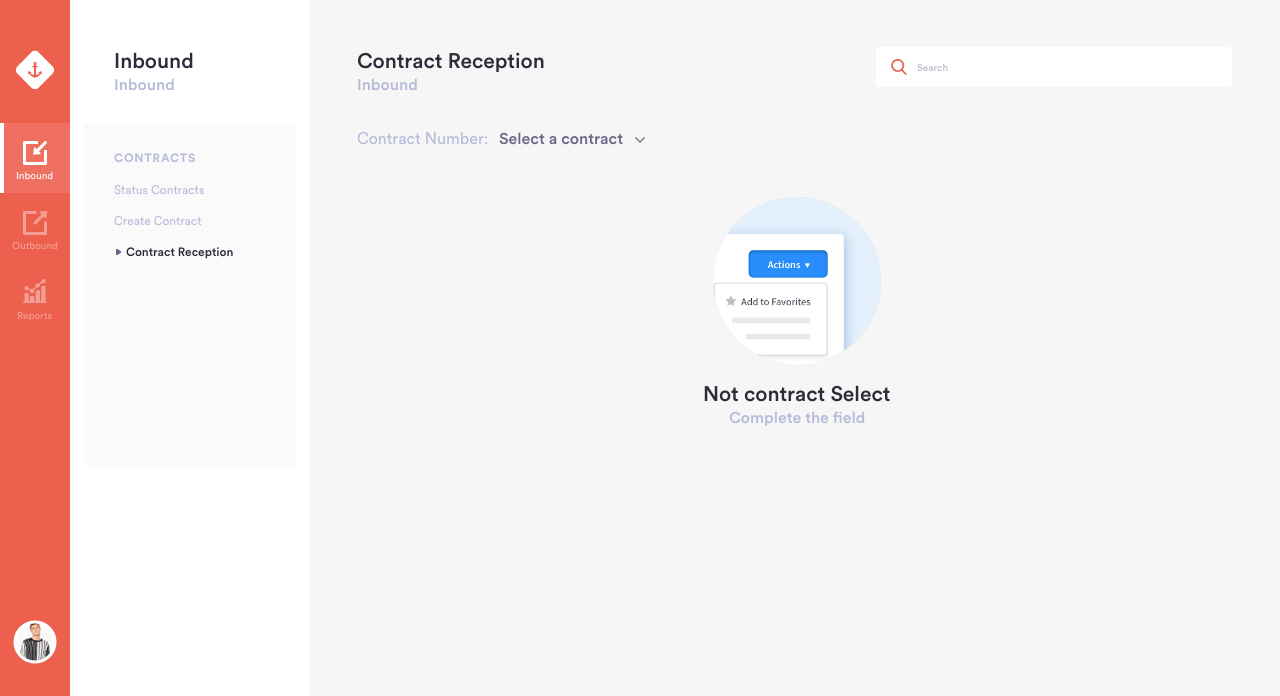 Inbound
Outbound
Reports
Inbound
Inbound
CONTRACTS
Status Contracts
Create Contract
Contract Reception
Contract Reception
Inbound
Search
Contract Number: Select a contract
Actions
Add to Favorites
Not contract Select
Complete the field